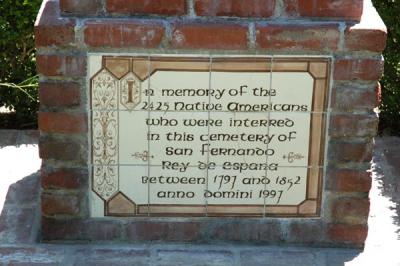 In memory of the
2425 Native Americans
who were interred
in this cemetery of
San Fernando
Rey de España
Between 1797 and 1852
anno domini 1997